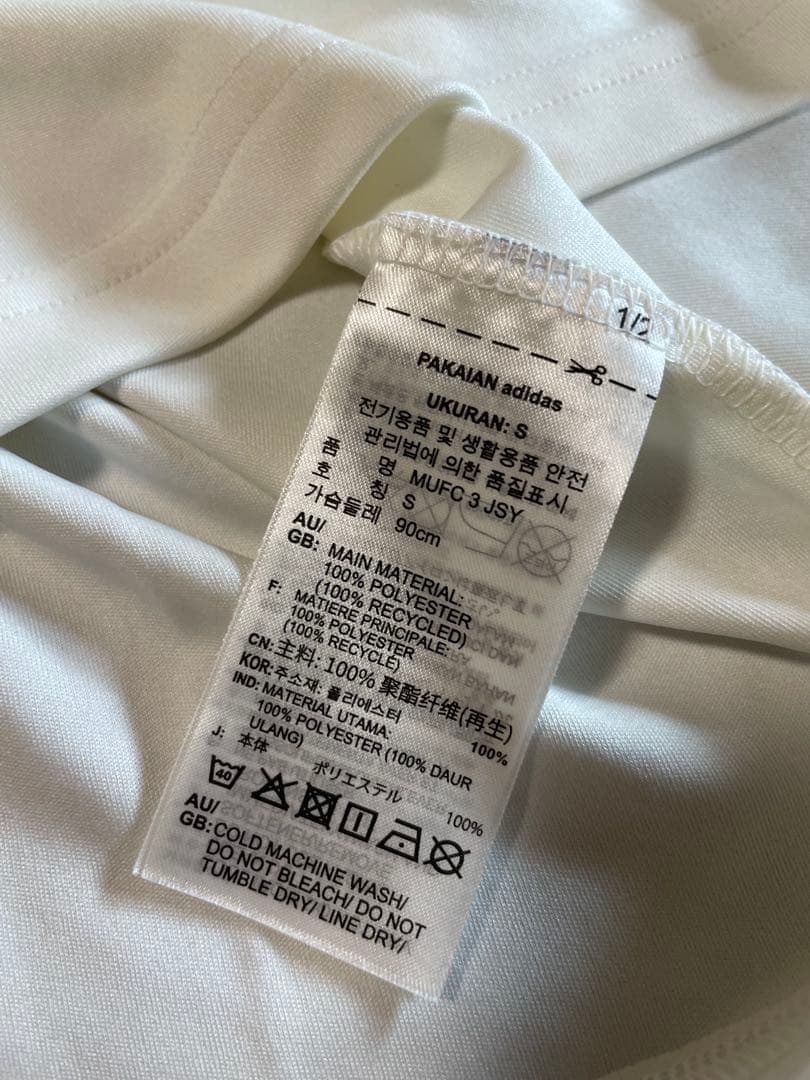 1/2
PAKAIAN adidas
UKURAN: S
전기용품 및 생활용품 안전
관리법에 의한 품질표시
품 명 MUFC 3 JSY
호 칭 S
가슴둘레 90cm
AU/
GB: MAIN MATERIAL:
100% POLYESTER
(100% RECYCLED)
F: MATIERE PRINCIPALE:
100% POLYESTER
(100% RECYCLÉ)
CN: 主料: 100% 聚酯纤维(再生)
KOR: 주소재: 폴리에스터 100%
IND: MATERIAL UTAMA:
100% POLYESTER (100% DAUR
ULANG)
J: 本体
ポリエステル 100%
40
AU/
GB: COLD MACHINE WASH/
DO NOT BLEACH/ DO NOT
TUMBLE DRY/ LINE DRY/